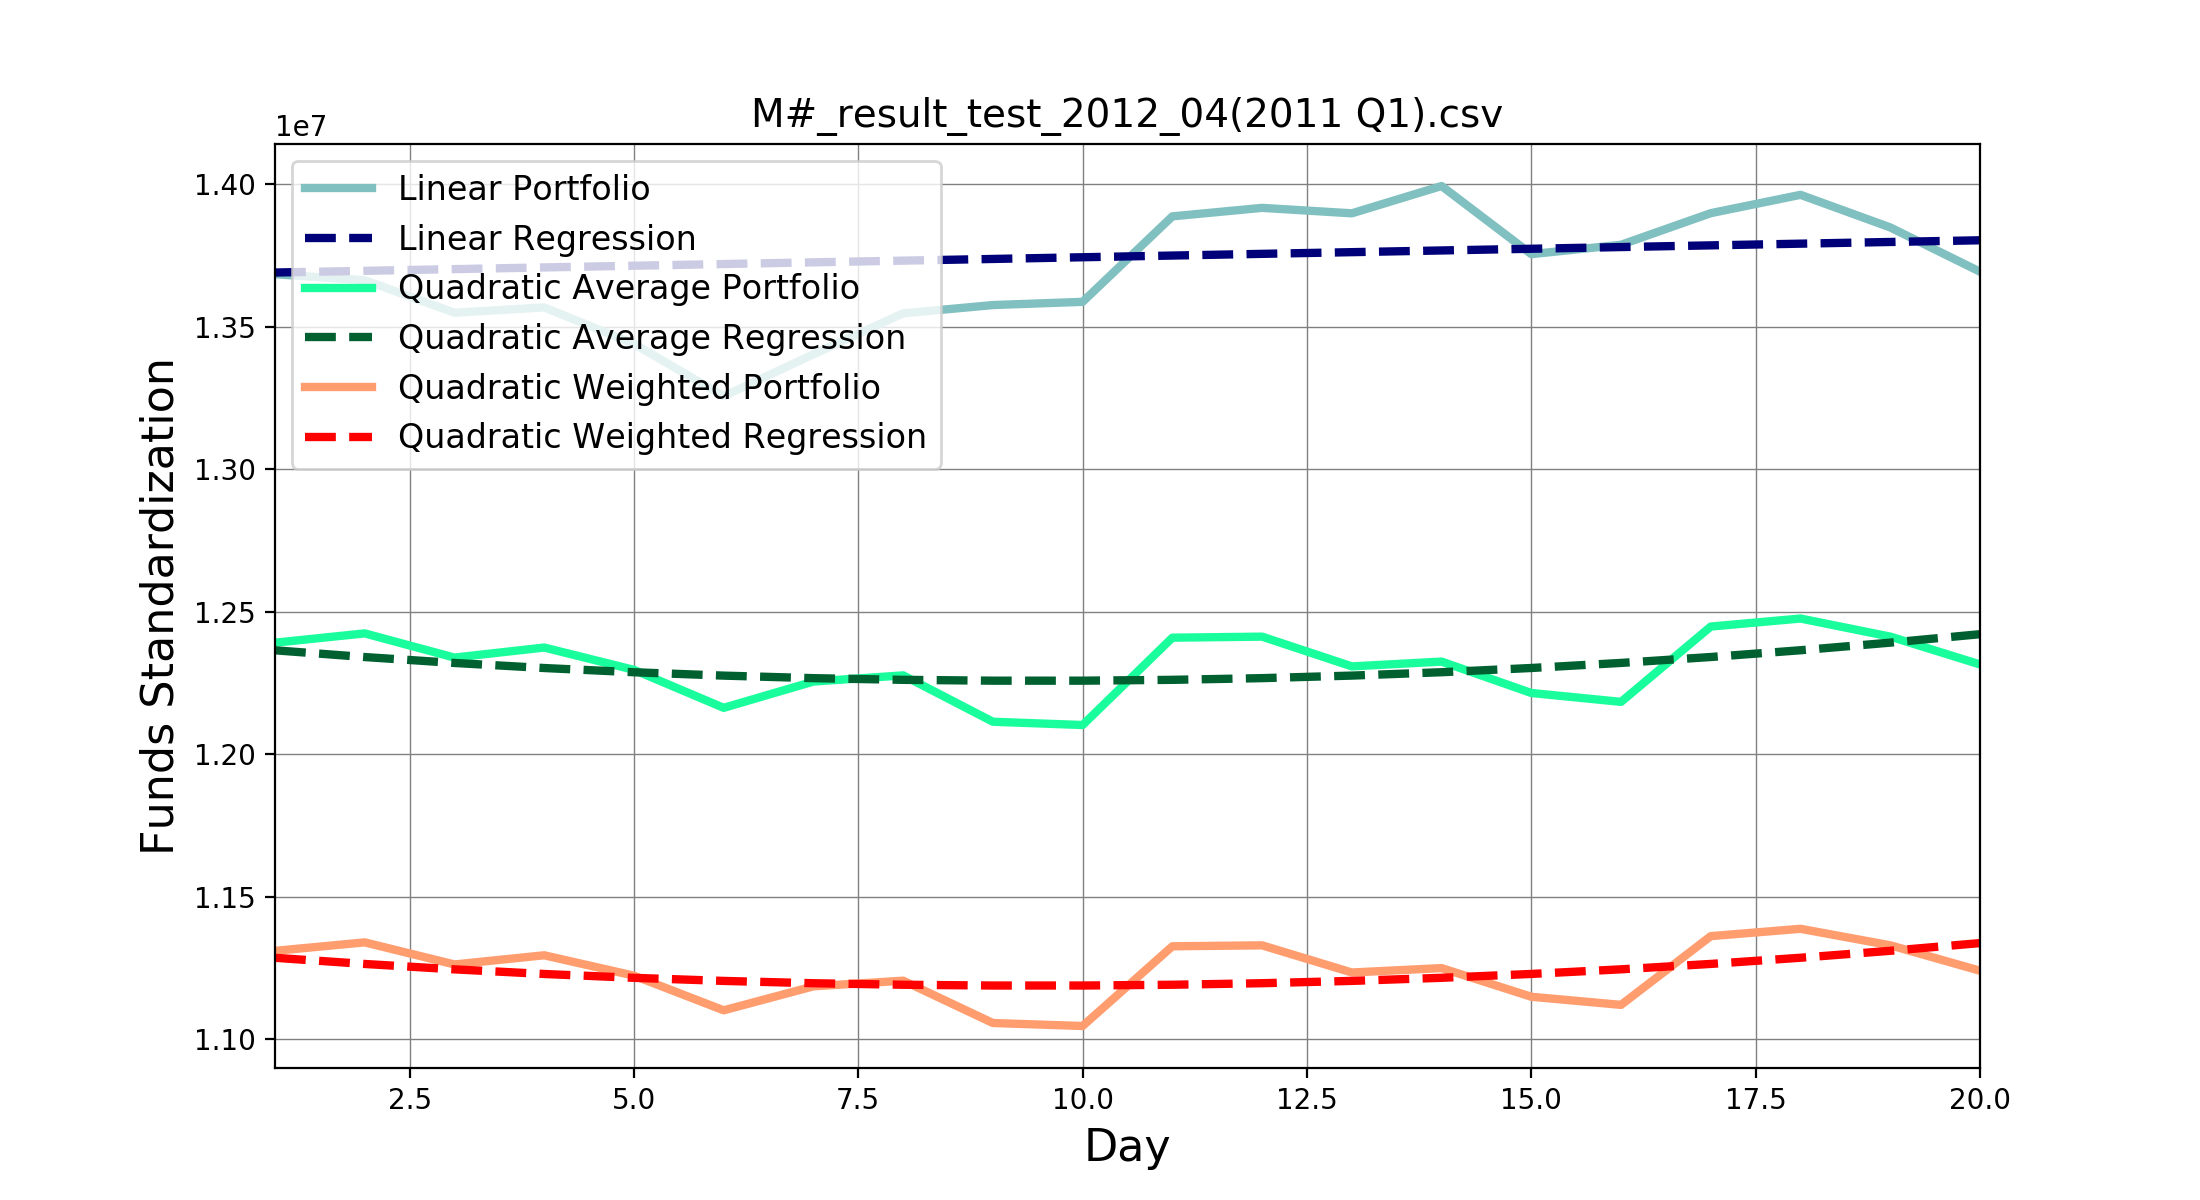 M#_result_test_2012_04(2011 Q1).csv
1e7
1.40
1.35
1.30
1.25
1.20
1.15
1.10
Funds Standardization
Linear Portfolio
Linear Regression
Quadratic Average Portfolio
Quadratic Average Regression
Quadratic Weighted Portfolio
Quadratic Weighted Regression
2.5 5.0 7.5 10.0 12.5 15.0 17.5 20.0
Day